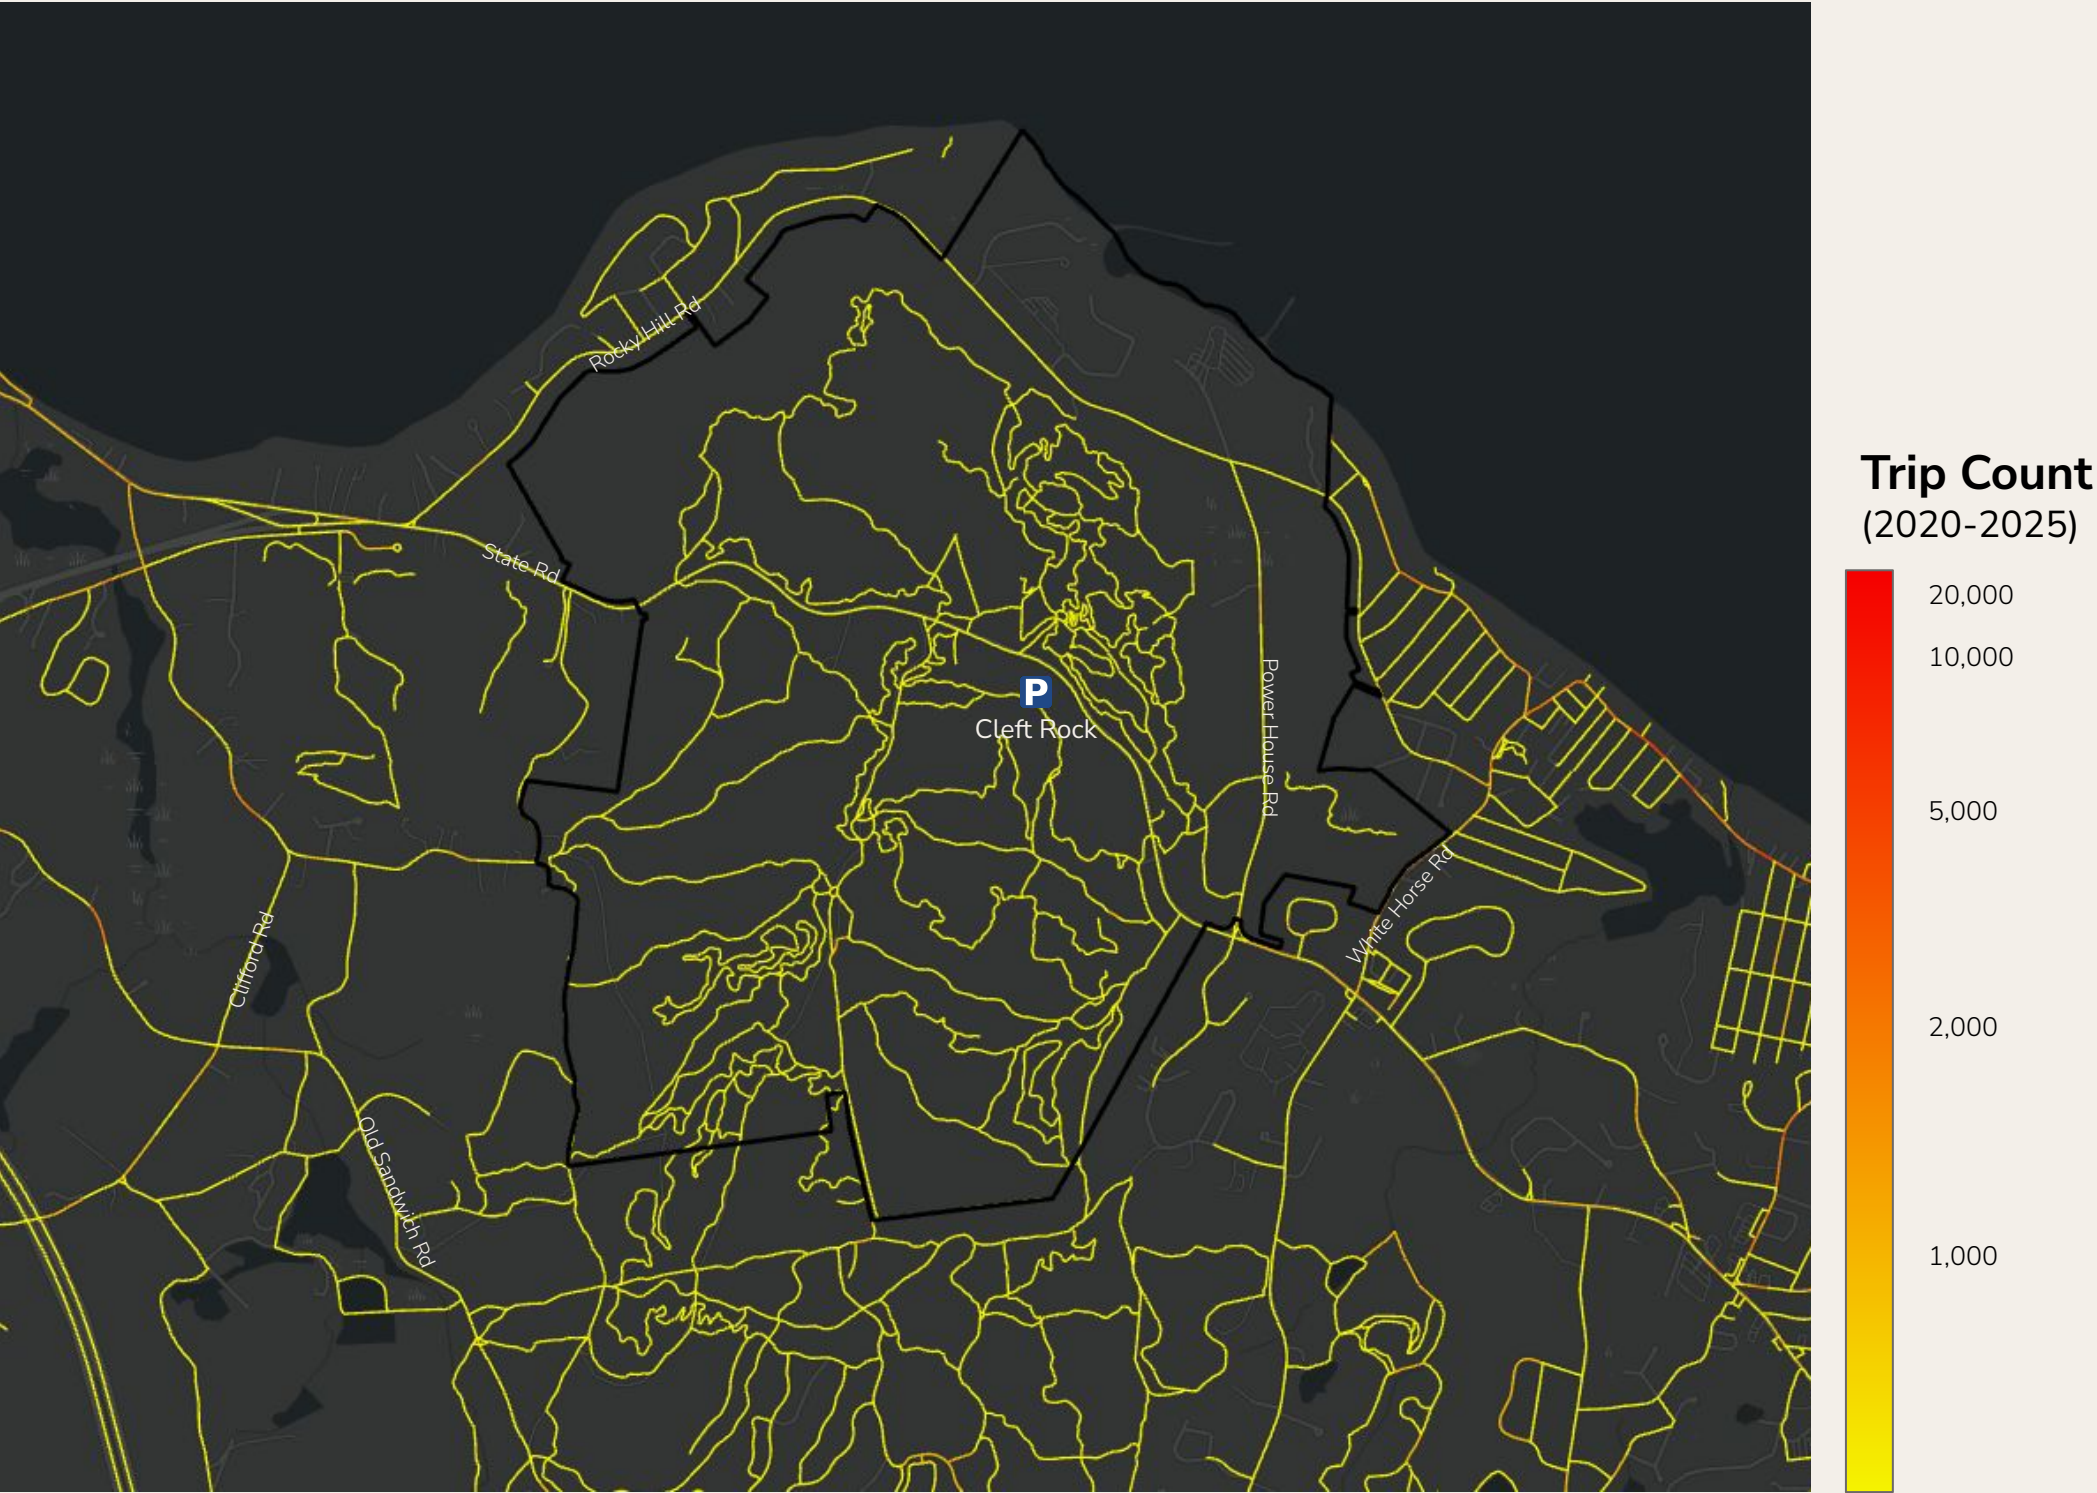 Rocky Hill Rd
State Rd
Power House Rd
P
Cleft Rock
White Horse Rd
Clifford Rd
Old Sandwich Rd
Trip Count
(2020-2025)
20,000
10,000
5,000
2,000
1,000